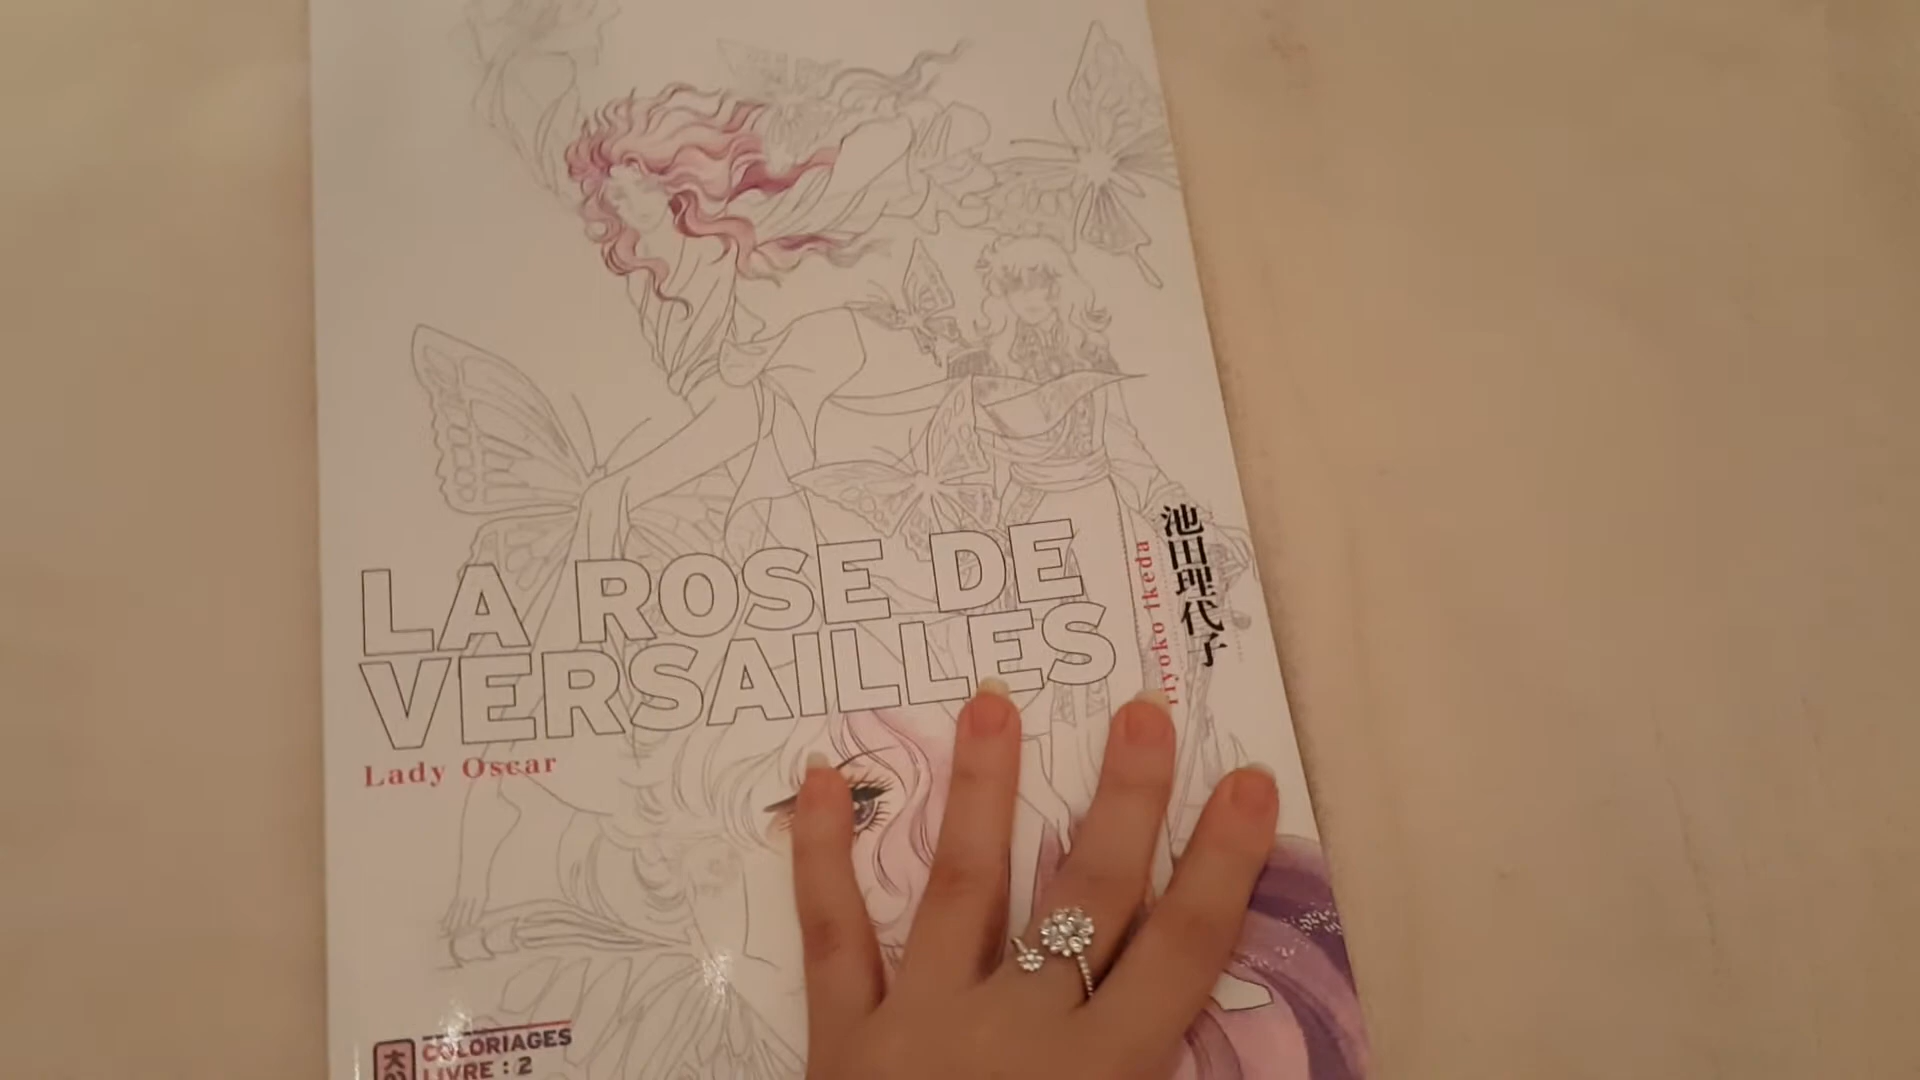 LA ROSE DE
VERSAILLES
Lady Oscar
池田理代子
Riyoko Ikeda
COLORIAGES
LIVRE : 2